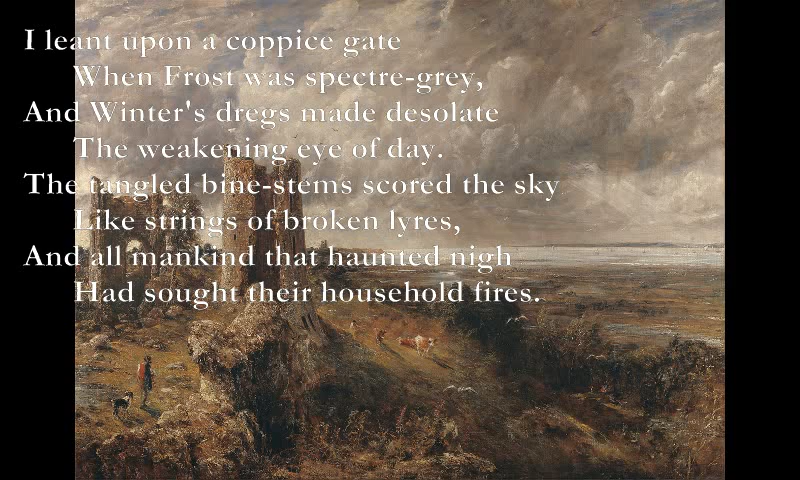 I leant upon a coppice gate
When Frost was spectre-grey,
And Winter's dregs made desolate
The weakening eye of day.
The tangled bine-stems scored the sky
Like strings of broken lyres,
And all mankind that haunted nigh
Had sought their household fires.